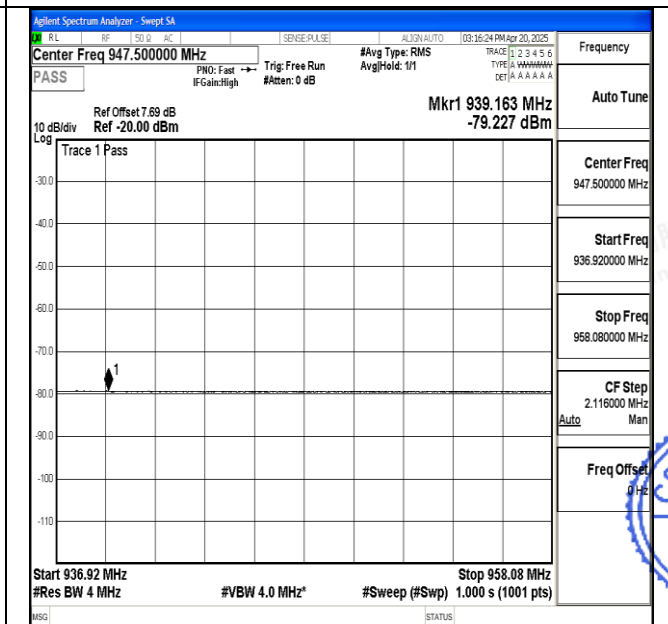 Agilent Spectrum Analyzer - Swept SA
RL RF 50 Ω AC SENSE:PULSE ALIGN AUTO 03:16:24 PM Apr 20, 2025
Center Freq 947.500000 MHz
PASS
PNO: Fast
IFGain:High
Trig: Free Run
#Atten: 0 dB
#Avg Type: RMS
Avg|Hold: 1/1
TRACE 1 2 3 4 5 6
TYPE A WWWWW
DET A A A A A A
Mkr1 939.163 MHz
-79.227 dBm
Ref Offset 7.69 dB
10 dB/div Ref -20.00 dBm
Log
Trace 1 Pass
-30.0
-40.0
-50.0
-60.0
-70.0
1
-80.0
-90.0
-100
-110
Start 936.92 MHz Stop 958.08 MHz
#Res BW 4 MHz #VBW 4.0 MHz* #Sweep (#Swp) 1.000 s (1001 pts)
MSG STATUS
Frequency
Auto Tune
Center Freq
947.500000 MHz
Start Freq
936.920000 MHz
Stop Freq
958.080000 MHz
CF Step
2.116000 MHz
Auto Man
Freq Offset
0 Hz